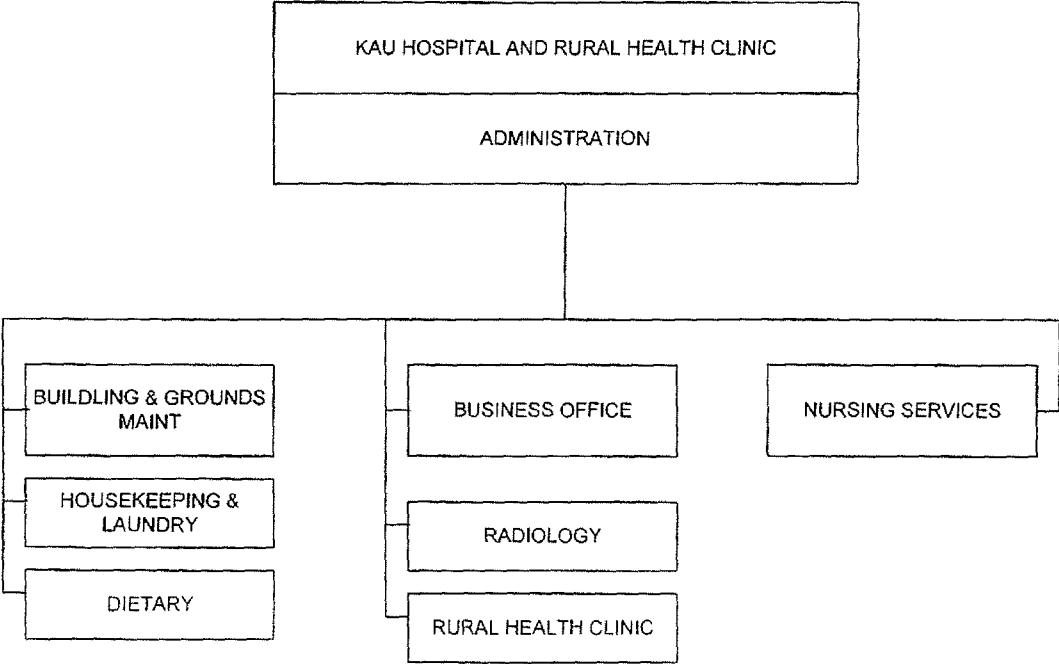 KAU HOSPITAL AND RURAL HEALTH CLINIC
ADMINISTRATION
BUILDLING & GROUNDS
MAINT
HOUSEKEEPING &
LAUNDRY
DIETARY
BUSINESS OFFICE
RADIOLOGY
RURAL HEALTH CLINIC
NURSING SERVICES